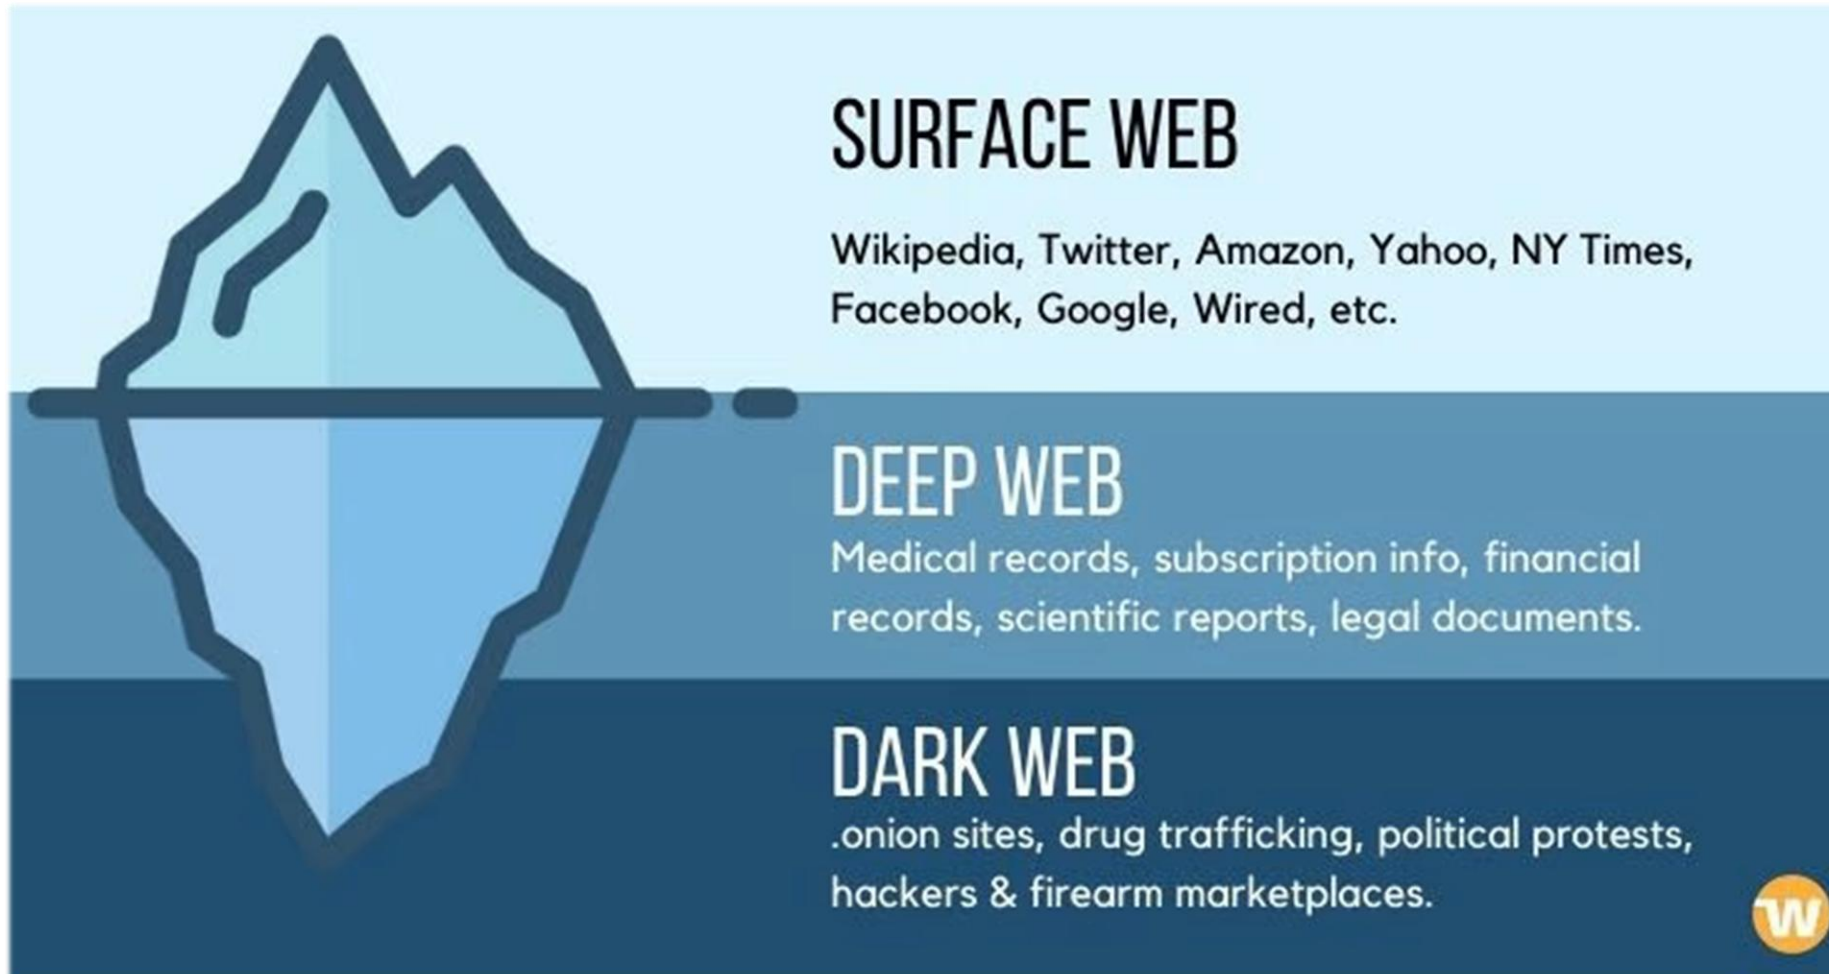 SURFACE WEB
Wikipedia, Twitter, Amazon, Yahoo, NY Times,
Facebook, Google, Wired, etc.
DEEP WEB
Medical records, subscription info, financial
records, scientific reports, legal documents.
DARK WEB
.onion sites, drug trafficking, political protests,
hackers & firearm marketplaces.
W